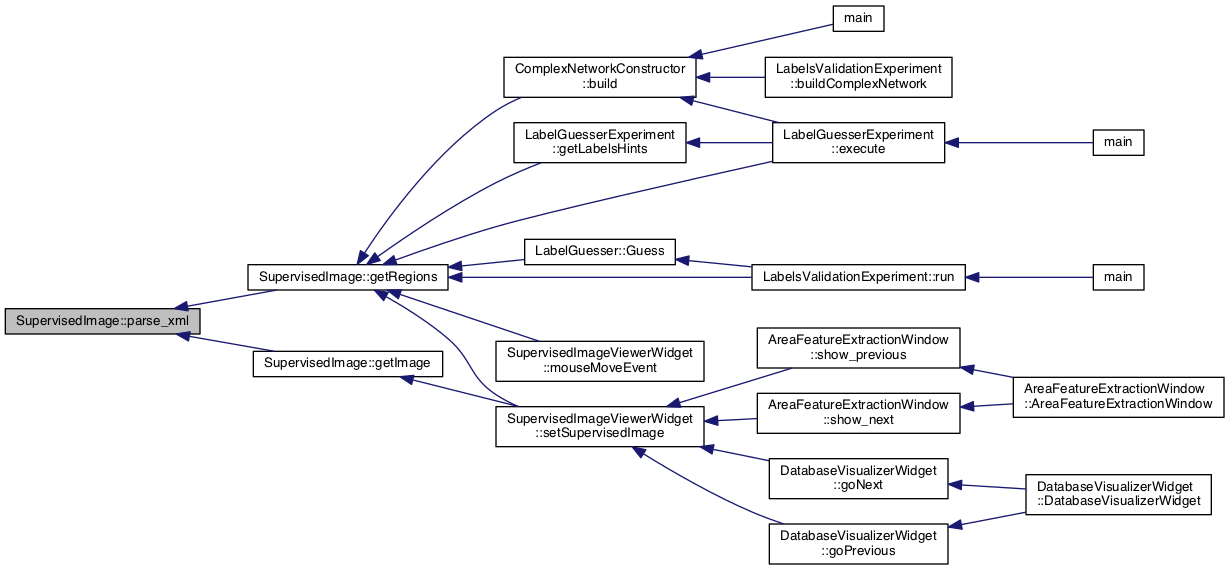 main
ComplexNetworkConstructor
::build
LabelsValidationExperiment
::buildComplexNetwork
LabelGuesserExperiment
::getLabelsHints
LabelGuesserExperiment
::execute
main
LabelGuesser::Guess
SupervisedImage::getRegions
LabelsValidationExperiment::run
main
SupervisedImage::parse_xml
SupervisedImage::getImage
SupervisedImageViewerWidget
::mouseMoveEvent
AreaFeatureExtractionWindow
::show_previous
AreaFeatureExtractionWindow
::AreaFeatureExtractionWindow
SupervisedImageViewerWidget
::setSupervisedImage
AreaFeatureExtractionWindow
::show_next
DatabaseVisualizerWidget
::goNext
DatabaseVisualizerWidget
::DatabaseVisualizerWidget
DatabaseVisualizerWidget
::goPrevious